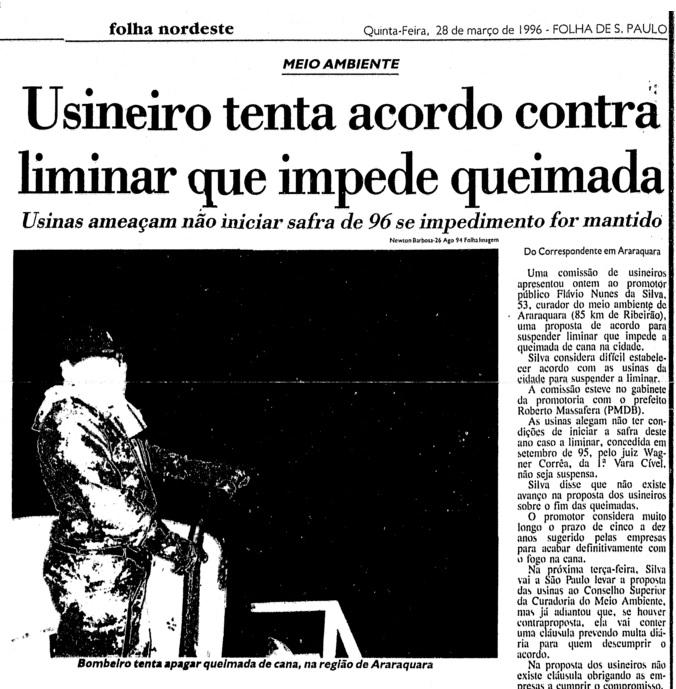 folha nordeste
Quinta-Feira, 28 de março de 1996 - FOLHA DE S. PAULO
MEIO AMBIENTE
Usineiro tenta acordo contra
liminar que impede queimada
Usinas ameaçam não iniciar safra de 96 se impedimento for mantido
Newton Barbosa-26 Ago 94 Folha Imagem
Bombeiro tenta apagar queimada de cana, na região de Araraquara
Do Correspondente em Araraquara
Uma comissão de usineiros
apresentou ontem ao promotor
público Flávio Nunes da Silva,
53, curador do meio ambiente de
Araraquara (85 km de Ribeirão),
uma proposta de acordo para
suspender liminar que impede a
queimada de cana na cidade.
Silva considera difícil estabele-
cer acordo com as usinas da
cidade para suspender a liminar.
A comissão esteve no gabinete
da promotoria com o prefeito
Roberto Massafera (PMDB).
As usinas alegam não ter con-
dições de iniciar a safra deste
ano caso a liminar, concedida em
setembro de 95, pelo juiz Wag-
ner Corrêa, da 1ª Vara Cível,
não seja suspensa.
Silva disse que não existe
avanço na proposta dos usineiros
sobre o fim das queimadas.
O promotor considera muito
longo o prazo de cinco a dez
anos sugerido pelas empresas
para acabar definitivamente com
o fogo na cana.
Na próxima terça-feira, Silva
vai a São Paulo levar a proposta
das usinas ao Conselho Superior
da Curadoria do Meio Ambiente,
mas já adiantou que, se houver
contraproposta, ela vai conter
uma cláusula prevendo multa diá-
ria para quem descumprir o
acordo.
Na proposta dos usineiros não
existe cláusula obrigando as em-
presas a cumprir o compromisso.